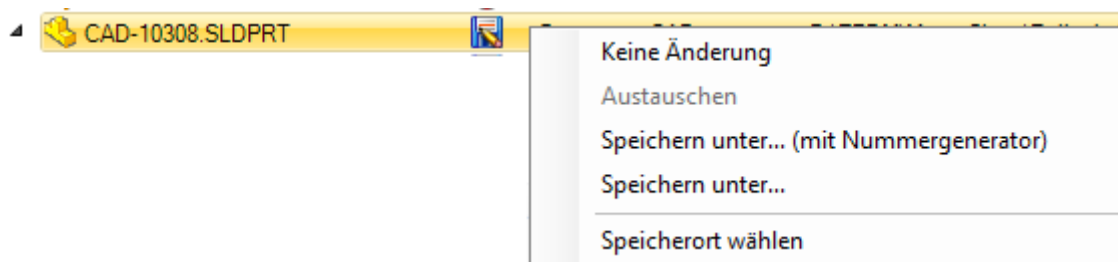 CAD-10308.SLDPRT
Keine Änderung
Austauschen
Speichern unter... (mit Nummergenerator)
Speichern unter...
Speicherort wählen